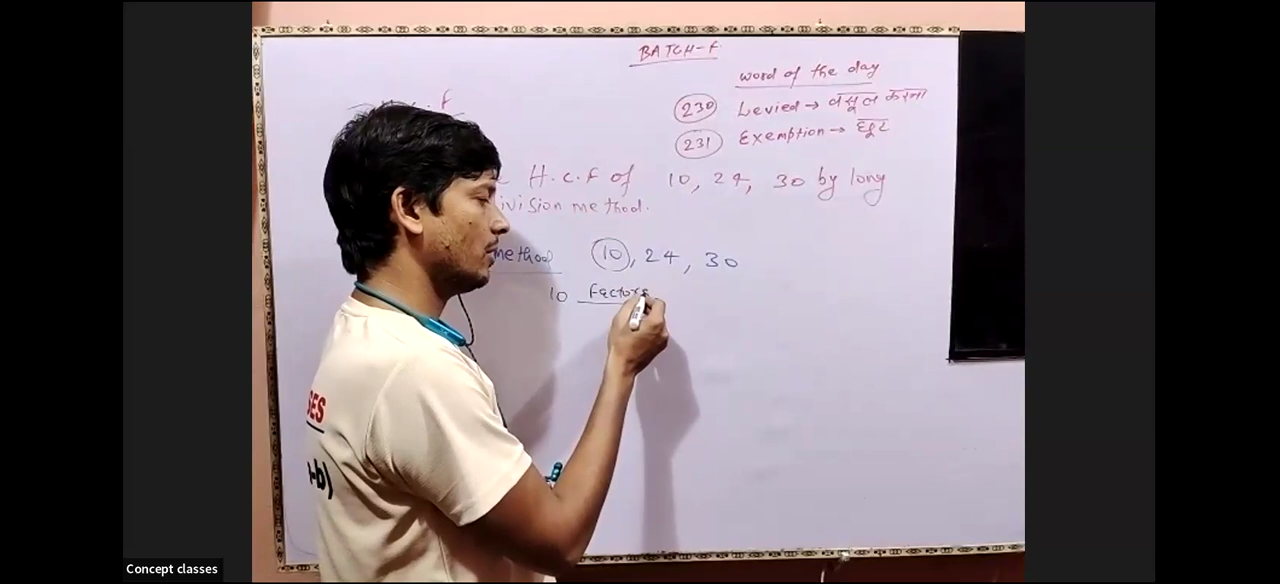 BATCH-F
word of the day
230 Levied → वसूल करना
231 Exemption → छूट
H.C.F of 10, 24, 30 by long
ivision method.
method 10, 24, 30
10 Factors
SES
-b)
Concept classes